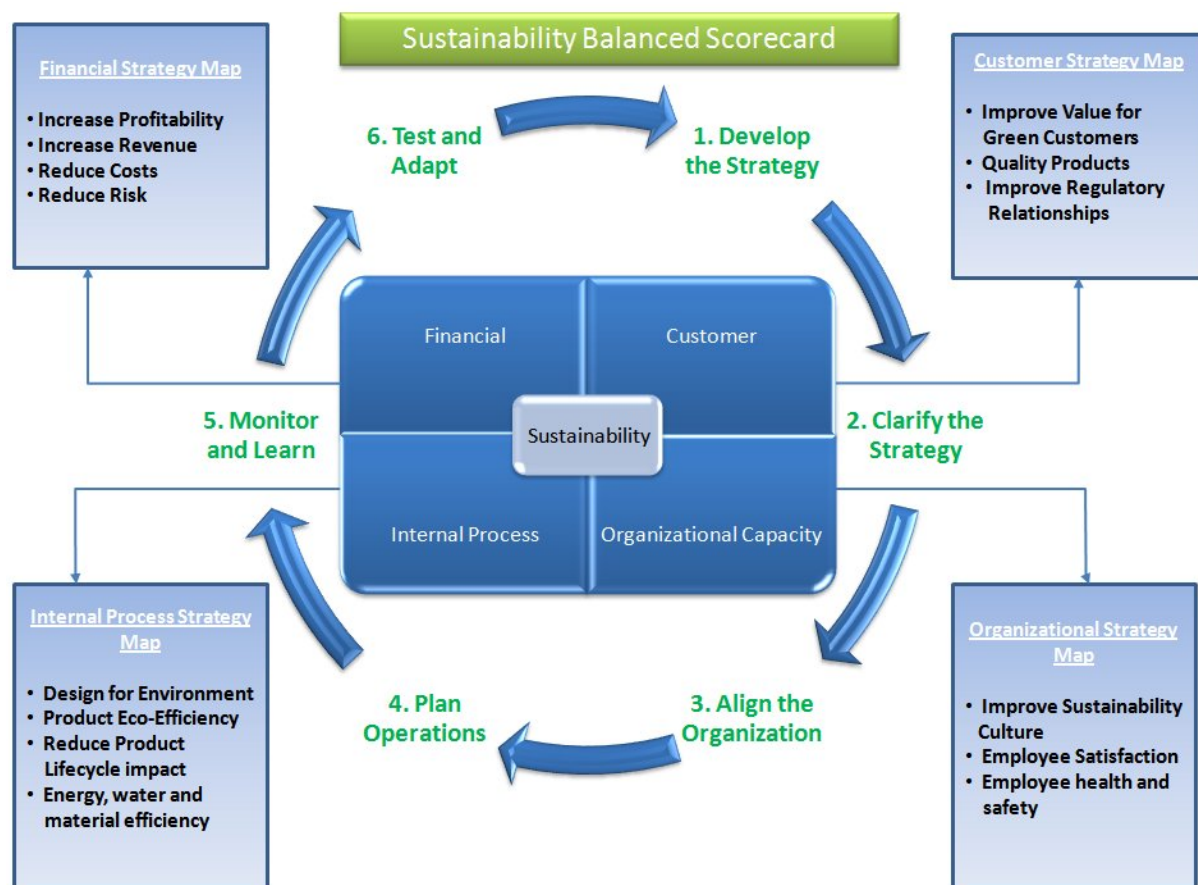 Sustainability Balanced Scorecard
Financial Strategy Map
• Increase Profitability
• Increase Revenue
• Reduce Costs
• Reduce Risk
Customer Strategy Map
• Improve Value for
Green Customers
• Quality Products
• Improve Regulatory
Relationships
6. Test and
Adapt
1. Develop
the Strategy
Financial
Customer
Sustainability
Internal Process
Organizational Capacity
5. Monitor
and Learn
2. Clarify the
Strategy
4. Plan
Operations
3. Align the
Organization
Internal Process Strategy
Map
• Design for Environment
• Product Eco-Efficiency
• Reduce Product
Lifecycle impact
• Energy, water and
material efficiency
Organizational Strategy
Map
• Improve Sustainability
Culture
• Employee Satisfaction
• Employee health and
safety